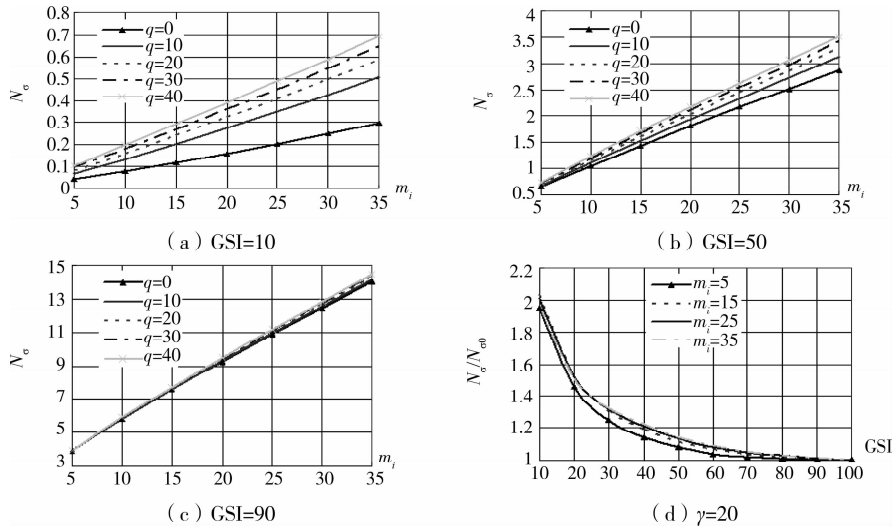 0.8
0.7
0.6
0.5
0.4
0.3
0.2
0.1
0
Nσ
q=0
q=10
q=20
q=30
q=40
5 10 15 20 25 30 35
mi
(a) GSI=10
4
3.5
3
2.5
2
1.5
1
0.5
Nσ
q=0
q=10
q=20
q=30
q=40
5 10 15 20 25 30 35
mi
(b) GSI=50
15
13
11
9
7
5
3
Nσ
q=0
q=10
q=20
q=30
q=40
5 10 15 20 25 30 35
mi
(c) GSI=90
2.2
2
1.8
1.6
1.4
1.2
1
Nσ/Nσ0
mi=5
mi=15
mi=25
mi=35
10 20 30 40 50 60 70 80 90 100
GSI
(d) γ=20